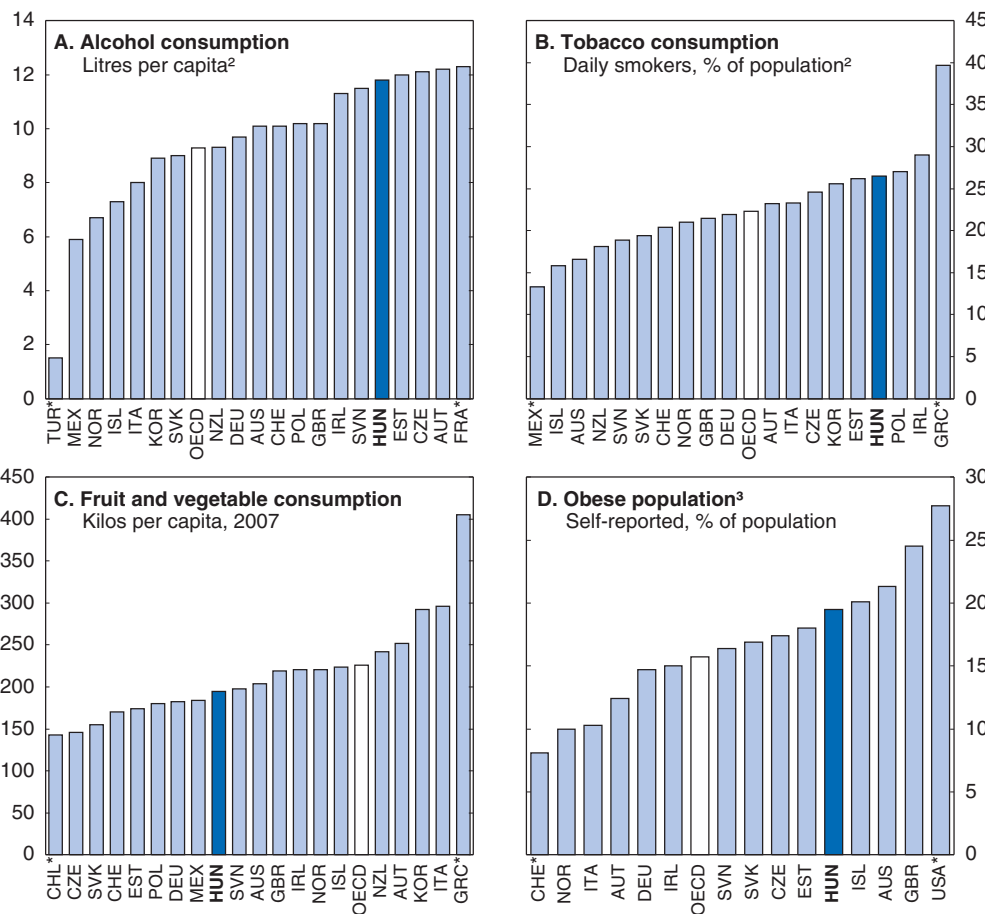 A. Alcohol consumption
Litres per capita²
14
12
10
8
6
4
2
0
TUR*
MEX
NOR
ISL
ITA
KOR
SVK
OECD
NZL
DEU
AUS
CHE
POL
GBR
IRL
SVN
HUN
EST
CZE
AUT
FRA*
B. Tobacco consumption
Daily smokers, % of population²
45
40
35
30
25
20
15
10
5
0
MEX*
ISL
AUS
NZL
SVN
SVK
CHE
NOR
GBR
DEU
OECD
AUT
ITA
CZE
KOR
EST
HUN
POL
IRL
GRC*
C. Fruit and vegetable consumption
Kilos per capita, 2007
450
400
350
300
250
200
150
100
50
0
CHL*
CZE
SVK
CHE
EST
POL
DEU
MEX
HUN
SVN
AUS
GBR
IRL
NOR
ISL
OECD
NZL
AUT
KOR
ITA
GRC*
D. Obese population³
Self-reported, % of population
30
25
20
15
10
5
0
CHE*
NOR
ITA
AUT
DEU
IRL
OECD
SVN
SVK
CZE
EST
HUN
ISL
AUS
GBR
USA*